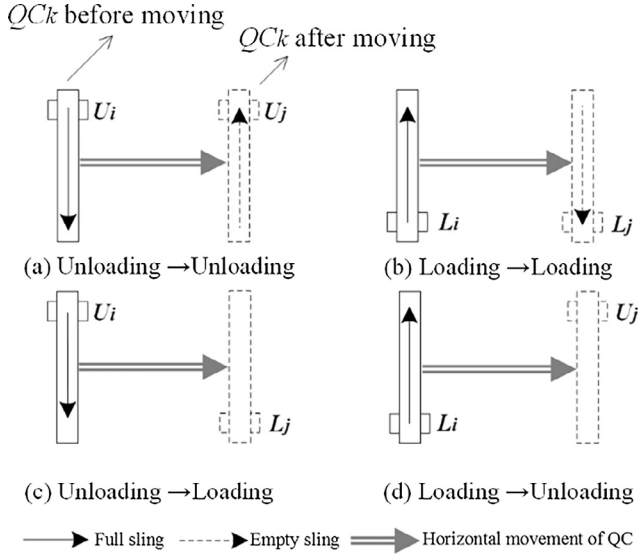 QCk before moving
QCk after moving
Ui
Uj
Li
Lj
(a) Unloading →Unloading
(b) Loading →Loading
Ui
Uj
Lj
Li
(c) Unloading →Loading
(d) Loading →Unloading
Full sling
Empty sling
Horizontal movement of QC